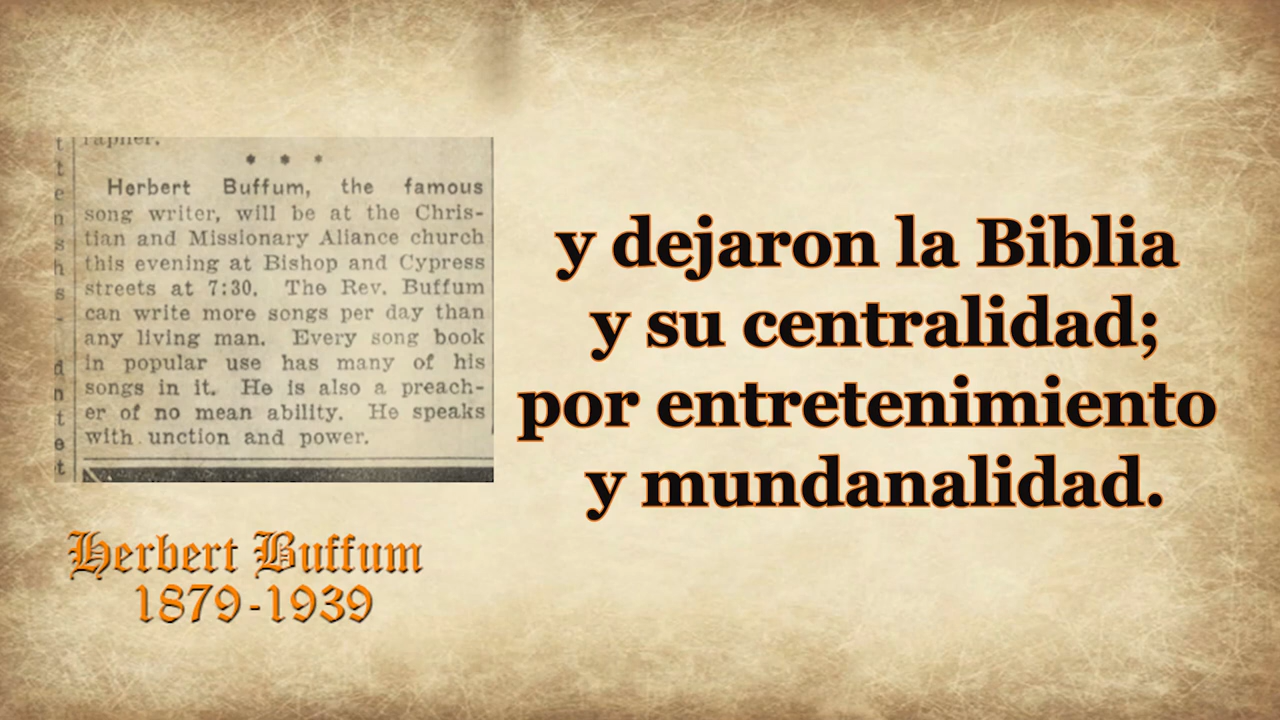 rapher.
* * *
Herbert Buffum, the famous
song writer, will be at the Chris-
tian and Missionary Aliance church
this evening at Bishop and Cypress
streets at 7:30. The Rev. Buffum
can write more songs per day than
any living man. Every song book
in popular use has many of his
songs in it. He is also a preach-
er of no mean ability. He speaks
with unction and power.
Herbert Buffum
1879-1939
y dejaron la Biblia
y su centralidad;
por entretenimiento
y mundanalidad.